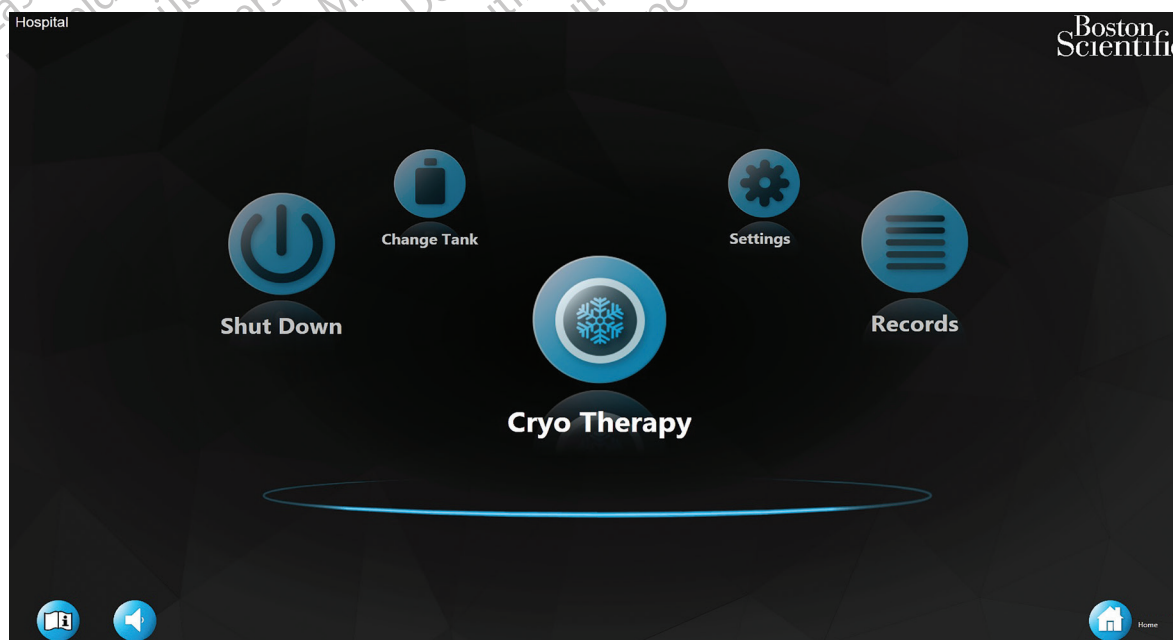 Hospital
Boston
Scientific
Change Tank
Settings
Shut Down
Records
Cryo Therapy
Home